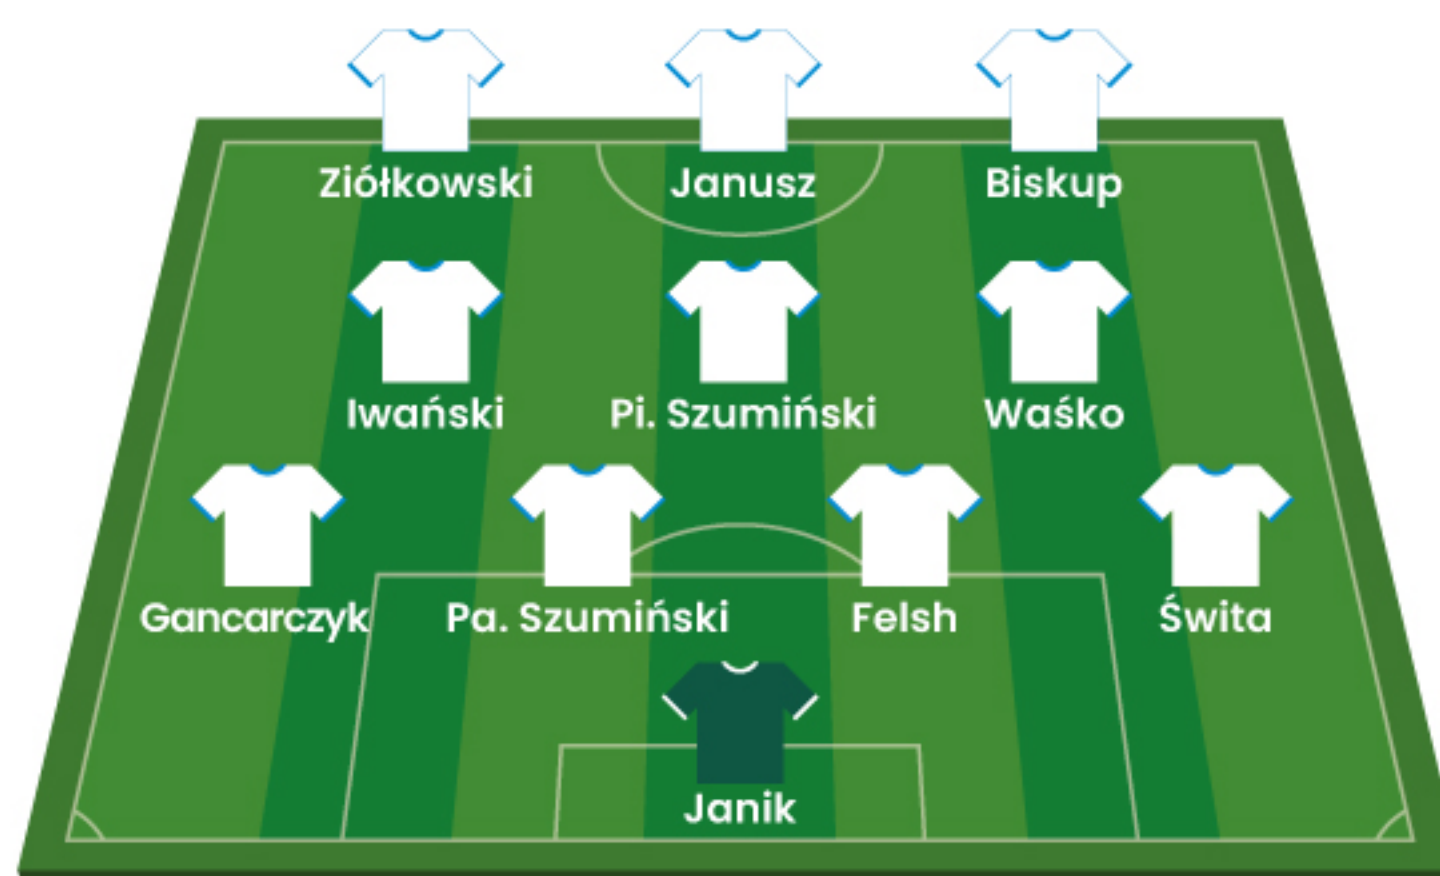 Ziółkowski
Janusz
Biskup
Iwański
Pi. Szumiński
Waśko
Gancarczyk
Pa. Szumiński
Felsh
Świta
Janik